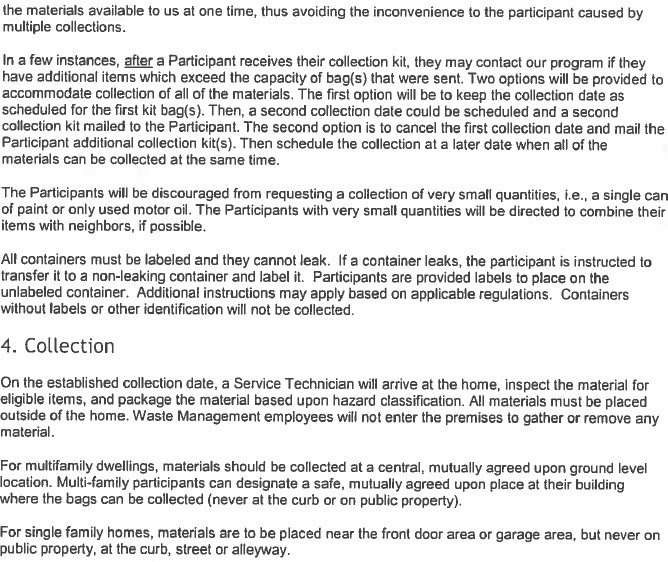 the materials available to us at one time, thus avoiding the inconvenience to the participant caused by
multiple collections.
In a few instances, after a Participant receives their collection kit, they may contact our program if they
have additional items which exceed the capacity of bag(s) that were sent. Two options will be provided to
accommodate collection of all of the materials. The first option will be to keep the collection date as
scheduled for the first kit bag(s). Then, a second collection date could be scheduled and a second
collection kit mailed to the Participant. The second option is to cancel the first collection date and mail the
Participant additional collection kit(s). Then schedule the collection at a later date when all of the
materials can be collected at the same time.
The Participants will be discouraged from requesting a collection of very small quantities, i.e., a single can
of paint or only used motor oil. The Participants with very small quantities will be directed to combine their
items with neighbors, if possible.
All containers must be labeled and they cannot leak. If a container leaks, the participant is instructed to
transfer it to a non-leaking container and label it. Participants are provided labels to place on the
unlabeled container. Additional instructions may apply based on applicable regulations. Containers
without labels or other identification will not be collected.
4. Collection
On the established collection date, a Service Technician will arrive at the home, inspect the material for
eligible items, and package the material based upon hazard classification. All materials must be placed
outside of the home. Waste Management employees will not enter the premises to gather or remove any
material.
For multifamily dwellings, materials should be collected at a central, mutually agreed upon ground level
location. Multi-family participants can designate a safe, mutually agreed upon place at their building
where the bags can be collected (never at the curb or on public property).
For single family homes, materials are to be placed near the front door area or garage area, but never on
public property, at the curb, street or alleyway.